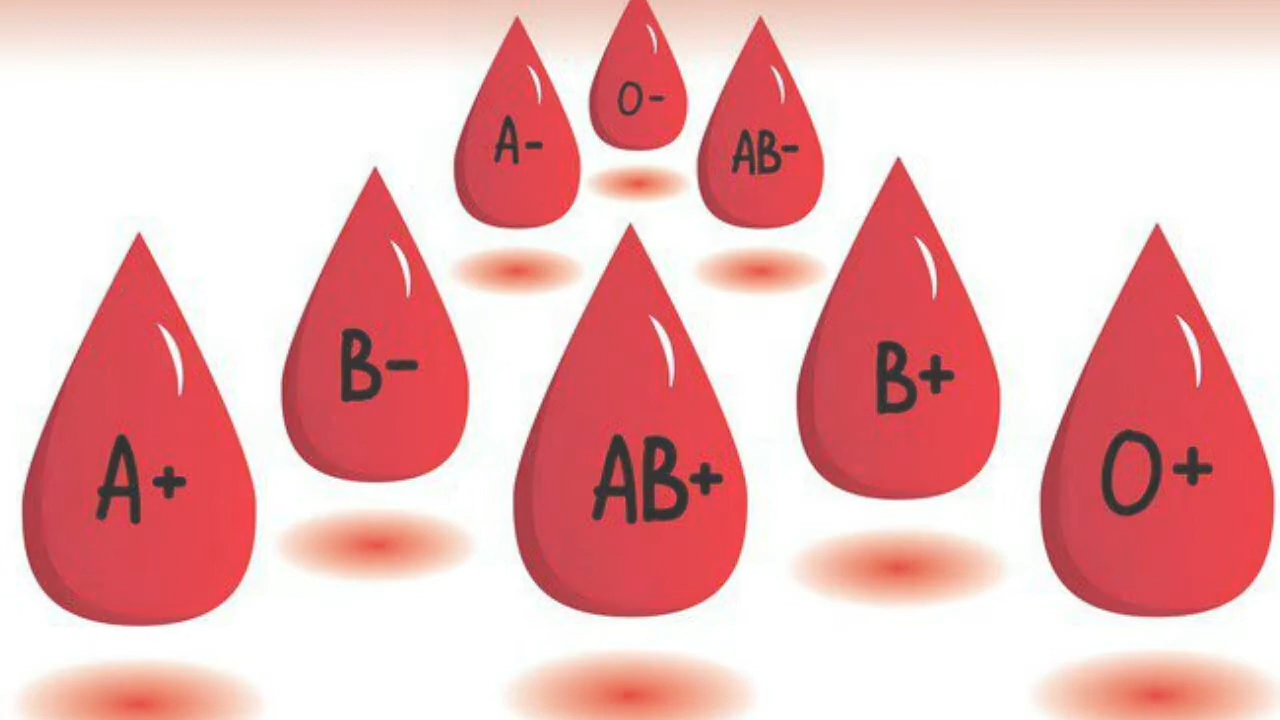 O-
A-
AB-
B-
B+
A+
AB+
O+